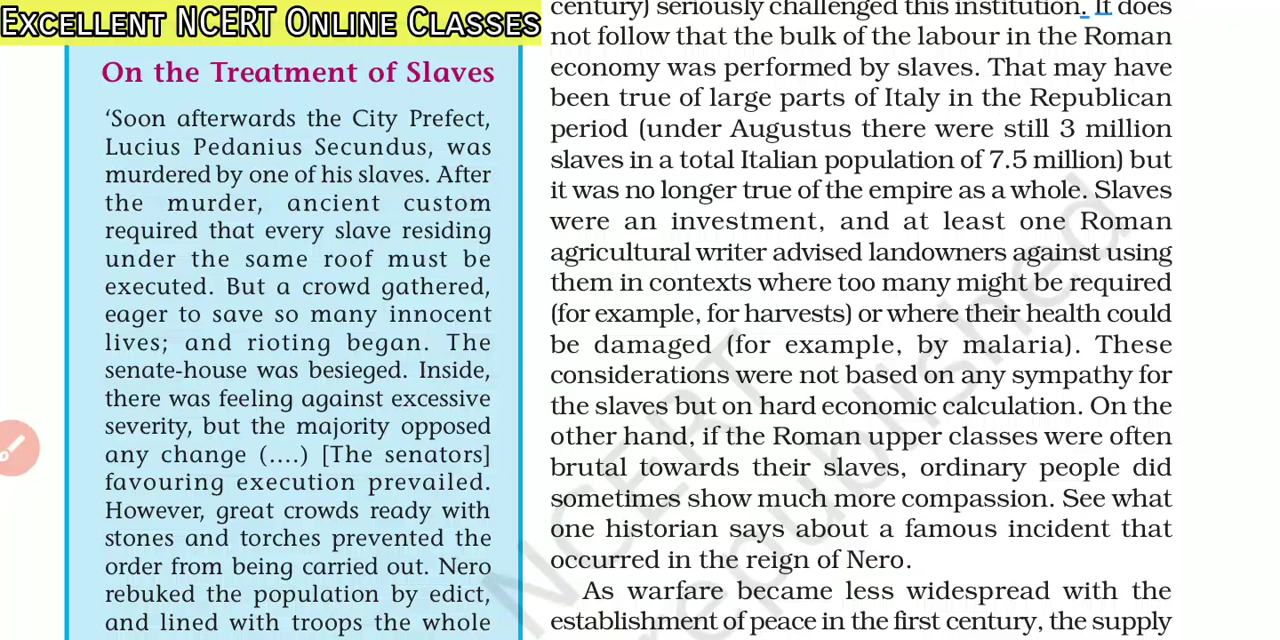 EXCELLENT NCERT ONLINE CLASSES
On the Treatment of Slaves
‘Soon afterwards the City Prefect,
Lucius Pedanius Secundus, was
murdered by one of his slaves. After
the murder, ancient custom
required that every slave residing
under the same roof must be
executed. But a crowd gathered,
eager to save so many innocent
lives; and rioting began. The
senate-house was besieged. Inside,
there was feeling against excessive
severity, but the majority opposed
any change (....) [The senators]
favouring execution prevailed.
However, great crowds ready with
stones and torches prevented the
order from being carried out. Nero
rebuked the population by edict,
and lined with troops the whole
century) seriously challenged this institution. It does
not follow that the bulk of the labour in the Roman
economy was performed by slaves. That may have
been true of large parts of Italy in the Republican
period (under Augustus there were still 3 million
slaves in a total Italian population of 7.5 million) but
it was no longer true of the empire as a whole. Slaves
were an investment, and at least one Roman
agricultural writer advised landowners against using
them in contexts where too many might be required
(for example, for harvests) or where their health could
be damaged (for example, by malaria). These
considerations were not based on any sympathy for
the slaves but on hard economic calculation. On the
other hand, if the Roman upper classes were often
brutal towards their slaves, ordinary people did
sometimes show much more compassion. See what
one historian says about a famous incident that
occurred in the reign of Nero.
As warfare became less widespread with the
establishment of peace in the first century, the supply
NCERT
republished